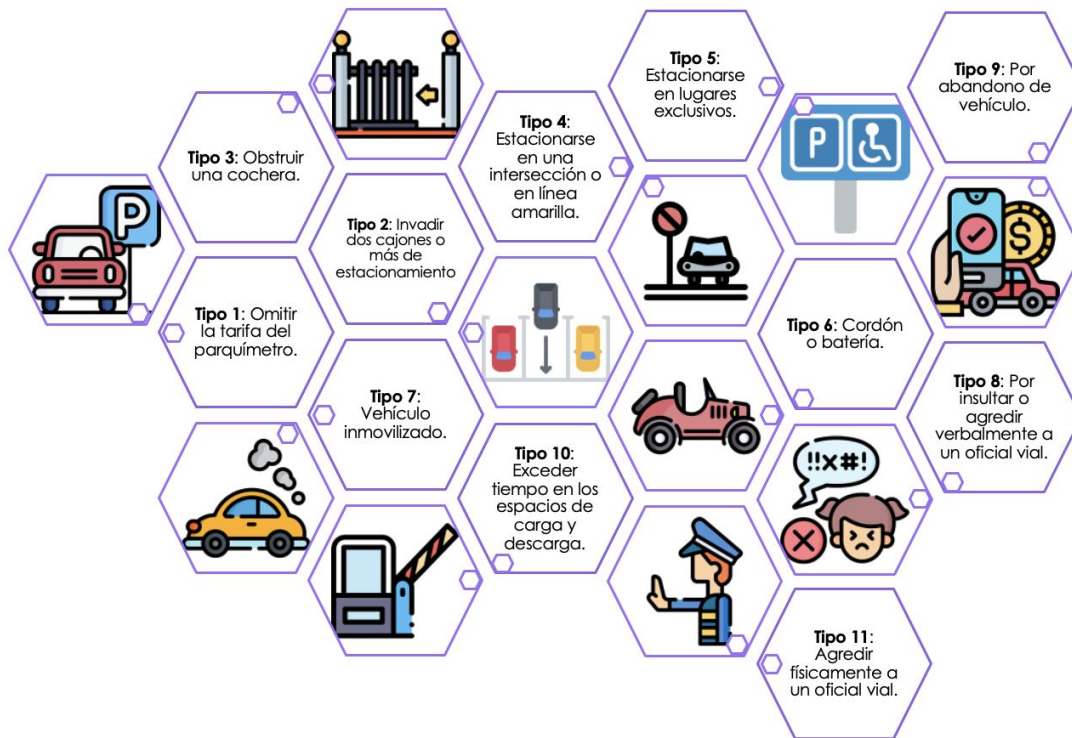 Tipo 5:
Estacionarse
en lugares
exclusivos.
Tipo 9: Por
abandono de
vehículo.
Tipo 3: Obstruir
una cochera.
Tipo 4:
Estacionarse
en una
intersección o
en línea
amarilla.
P
P
Tipo 2: Invadir
dos cajones o
más de
estacionamiento
$
Tipo 1: Omitir
la tarifa del
parquímetro.
Tipo 6: Cordón
o batería.
Tipo 7:
Vehículo
inmovilizado.
Tipo 8: Por
insultar o
agredir
verbalmente a
un oficial vial.
Tipo 10:
Exceder
tiempo en los
espacios de
carga y
descarga.
!!x#!
Tipo 11:
Agredir
físicamente a
un oficial vial.